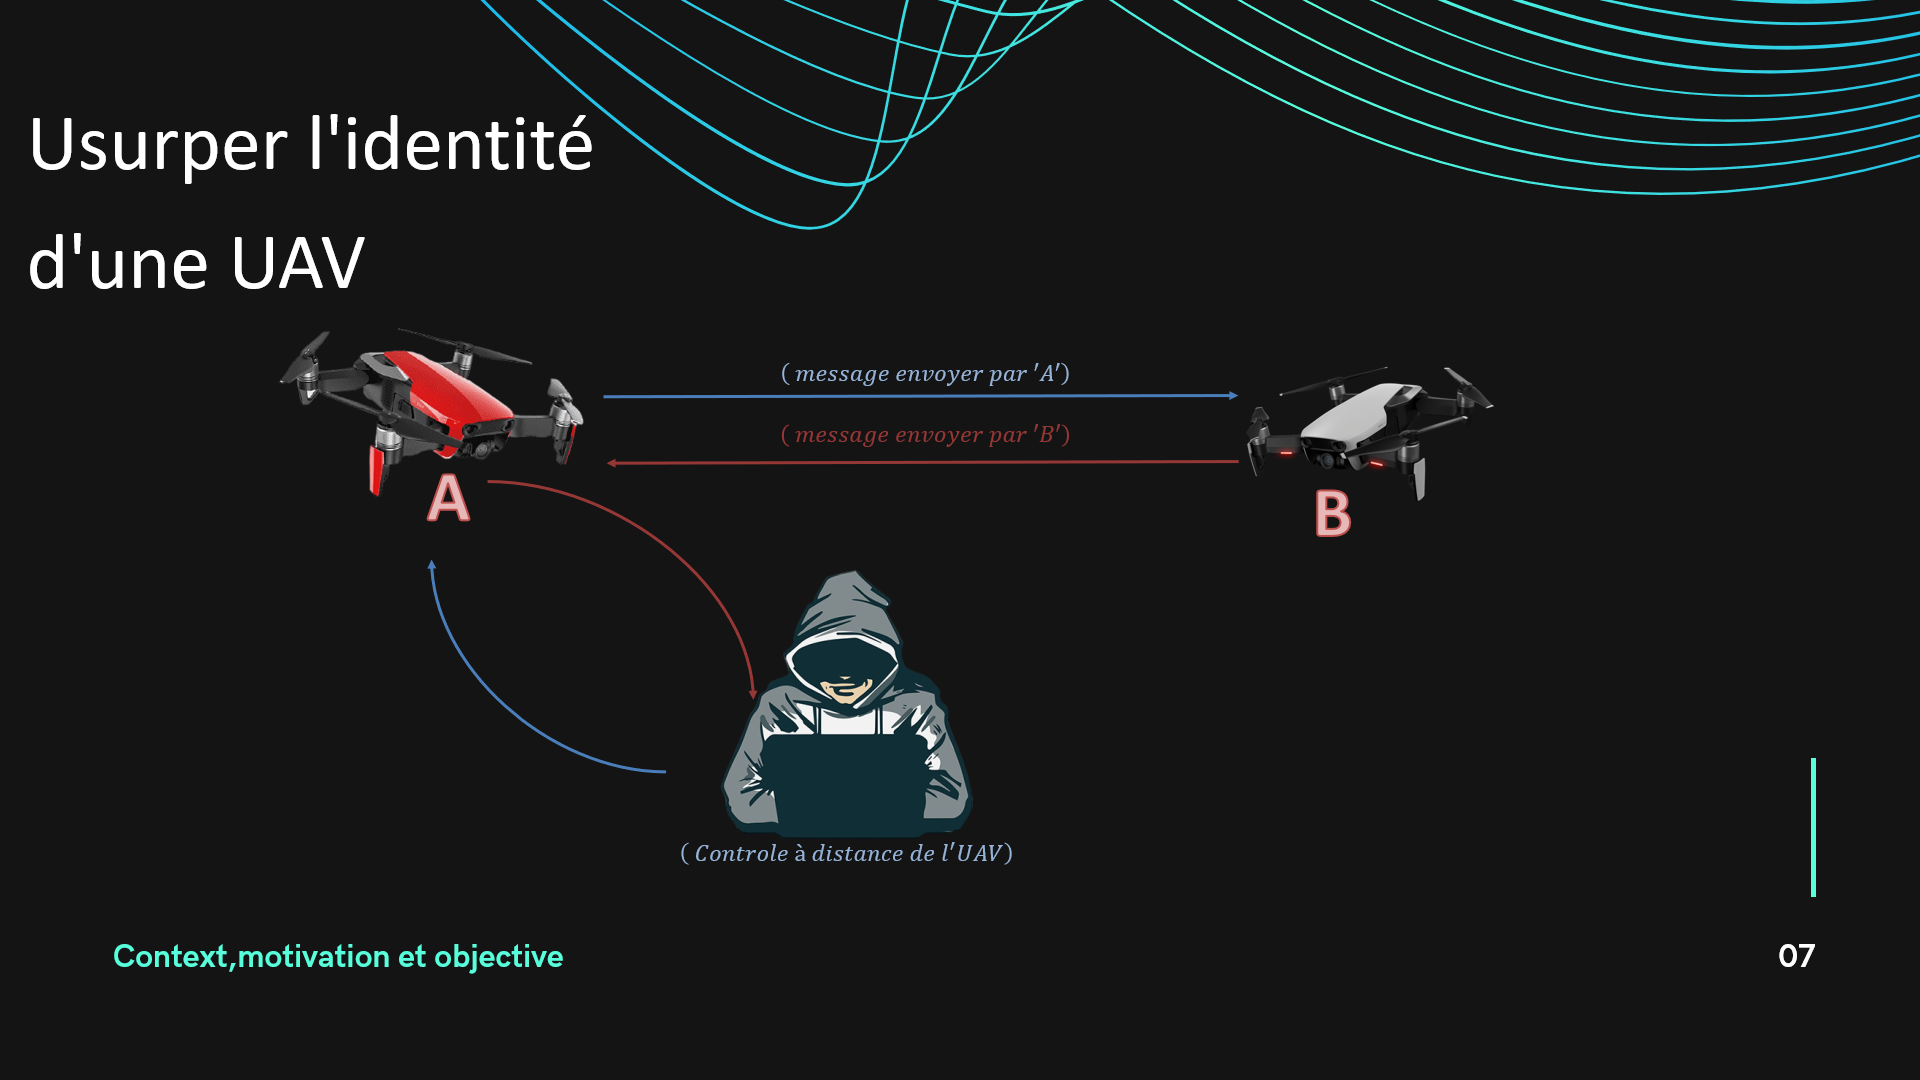 Usurper l'identité
d'une UAV
( message envoyer par 'A')
( message envoyer par 'B')
A
B
( Controle à distance de l'UAV)
Context,motivation et objective
07